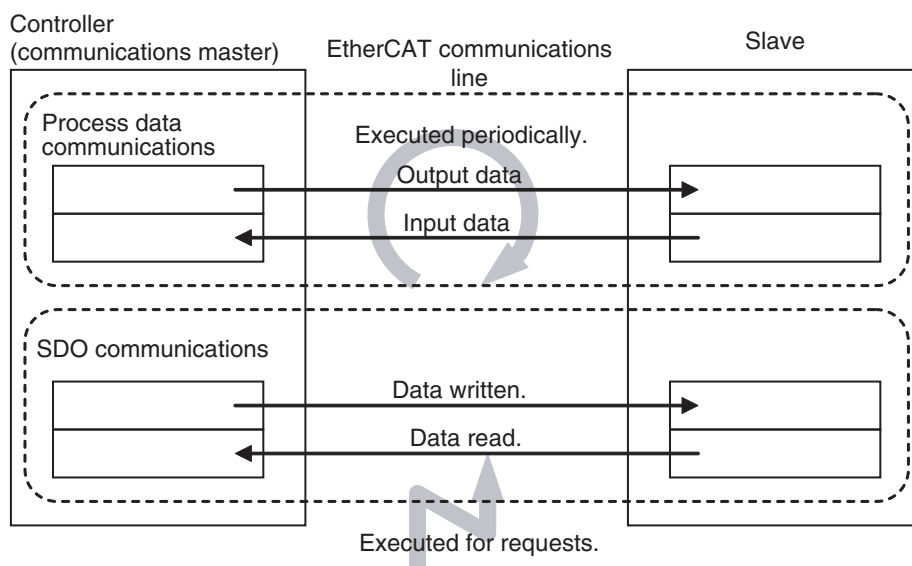 Controller
(communications master)
EtherCAT communications
line
Slave
Process data
communications
Executed periodically.
Output data
Input data
SDO communications
Data written.
Data read.
Executed for requests.